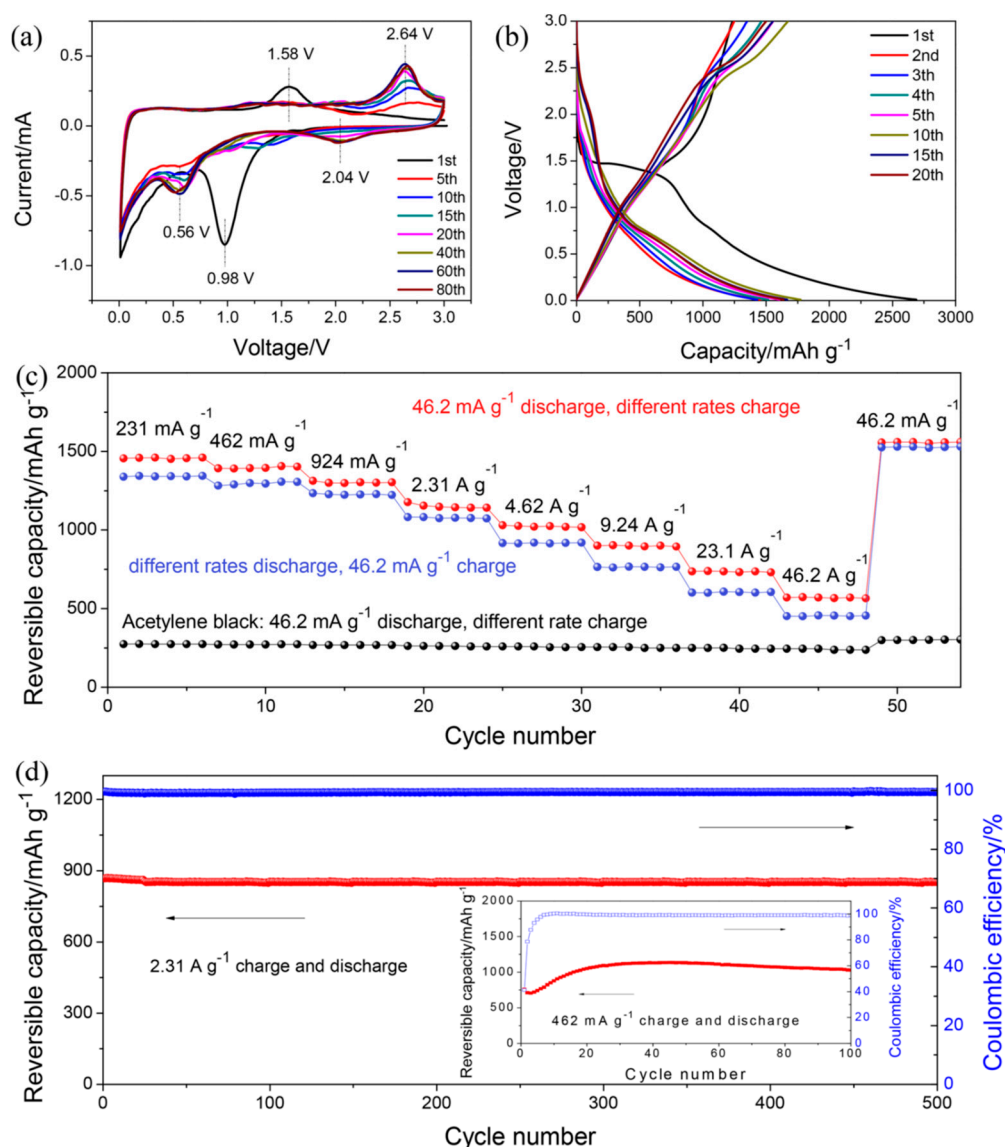 (a)
Current/mA
0.5
0.0
-0.5
-1.0
1.58 V
2.64 V
2.04 V
0.56 V
0.98 V
1st
5th
10th
15th
20th
40th
60th
80th
0.0 0.5 1.0 1.5 2.0 2.5 3.0
Voltage/V
(b)
Voltage/V
3.0
2.5
2.0
1.5
1.0
0.5
0.0
1st
2nd
3th
4th
5th
10th
15th
20th
0 500 1000 1500 2000 2500 3000
Capacity/mAh g⁻¹
(c)
Reversible capacity/mAh g⁻¹
2000
1500
1000
500
0
46.2 mA g⁻¹ discharge, different rates charge
231 mA g⁻¹
462 mA g⁻¹
924 mA g⁻¹
2.31 A g⁻¹
4.62 A g⁻¹
9.24 A g⁻¹
23.1 A g⁻¹
46.2 A g⁻¹
46.2 mA g⁻¹
different rates discharge, 46.2 mA g⁻¹ charge
Acetylene black: 46.2 mA g⁻¹ discharge, different rate charge
0 10 20 30 40 50
Cycle number
(d)
Reversible capacity/mAh g⁻¹
1200
900
600
300
0
2.31 A g⁻¹ charge and discharge
100
80
60
40
20
0
Coulombic efficiency/%
Reversible capacity/mAh g⁻¹
2000
1750
1500
1250
1000
750
500
250
0
462 mA g⁻¹ charge and discharge
100
80
60
40
20
0
Coulombic efficiency/%
0 20 40 60 80 100
Cycle number
0 100 200 300 400 500
Cycle number